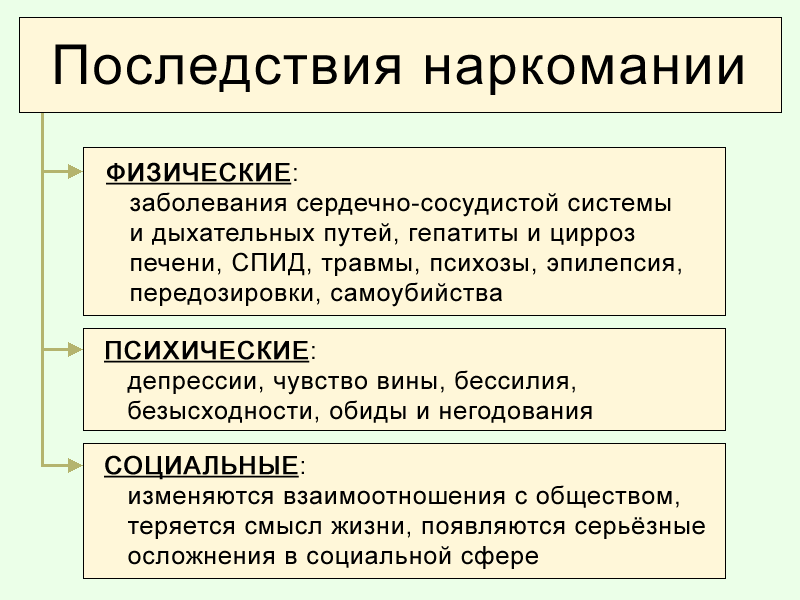 Последствия наркомании
ФИЗИЧЕСКИЕ:
заболевания сердечно-сосудистой системы
и дыхательных путей, гепатиты и цирроз
печени, СПИД, травмы, психозы, эпилепсия,
передозировки, самоубийства
ПСИХИЧЕСКИЕ:
депрессии, чувство вины, бессилия,
безысходности, обиды и негодования
СОЦИАЛЬНЫЕ:
изменяются взаимоотношения с обществом,
теряется смысл жизни, появляются серьёзные
осложнения в социальной сфере